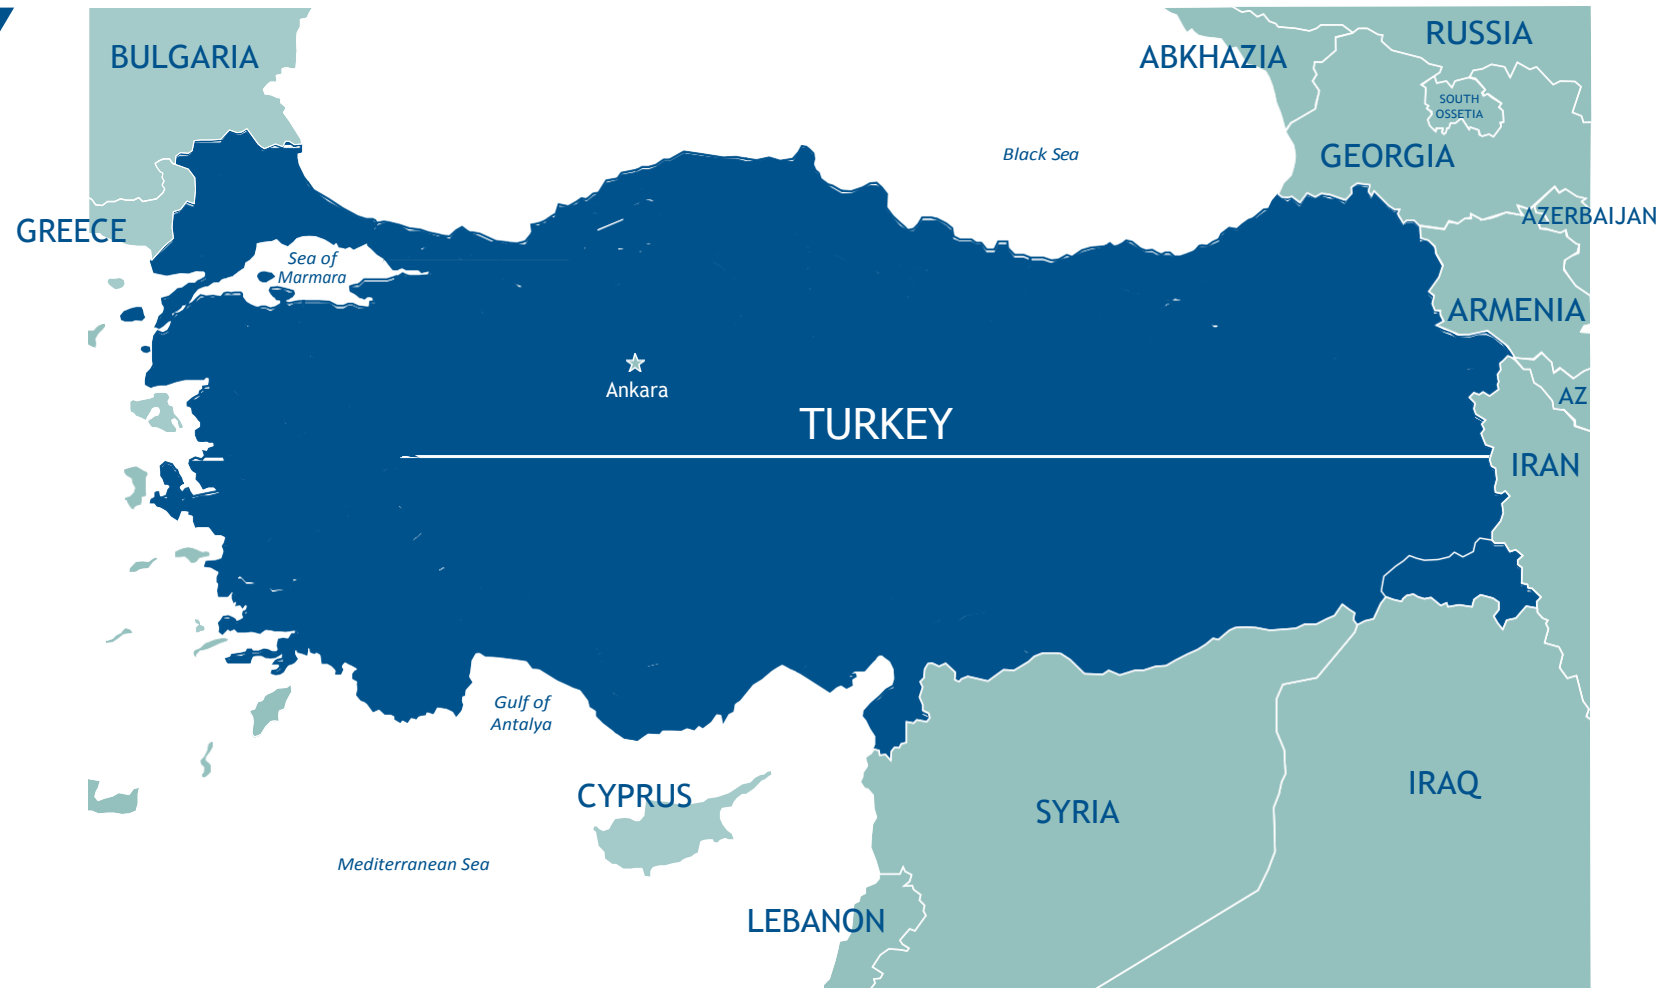 RUSSIA
BULGARIA
ABKHAZIA
SOUTH
OSSETIA
Black Sea
GEORGIA
AZERBAIJAN
GREECE
Sea of
Marmara
ARMENIA
Ankara
AZ
TURKEY
IRAN
Gulf of
Antalya
IRAQ
CYPRUS
SYRIA
Mediterranean Sea
LEBANON